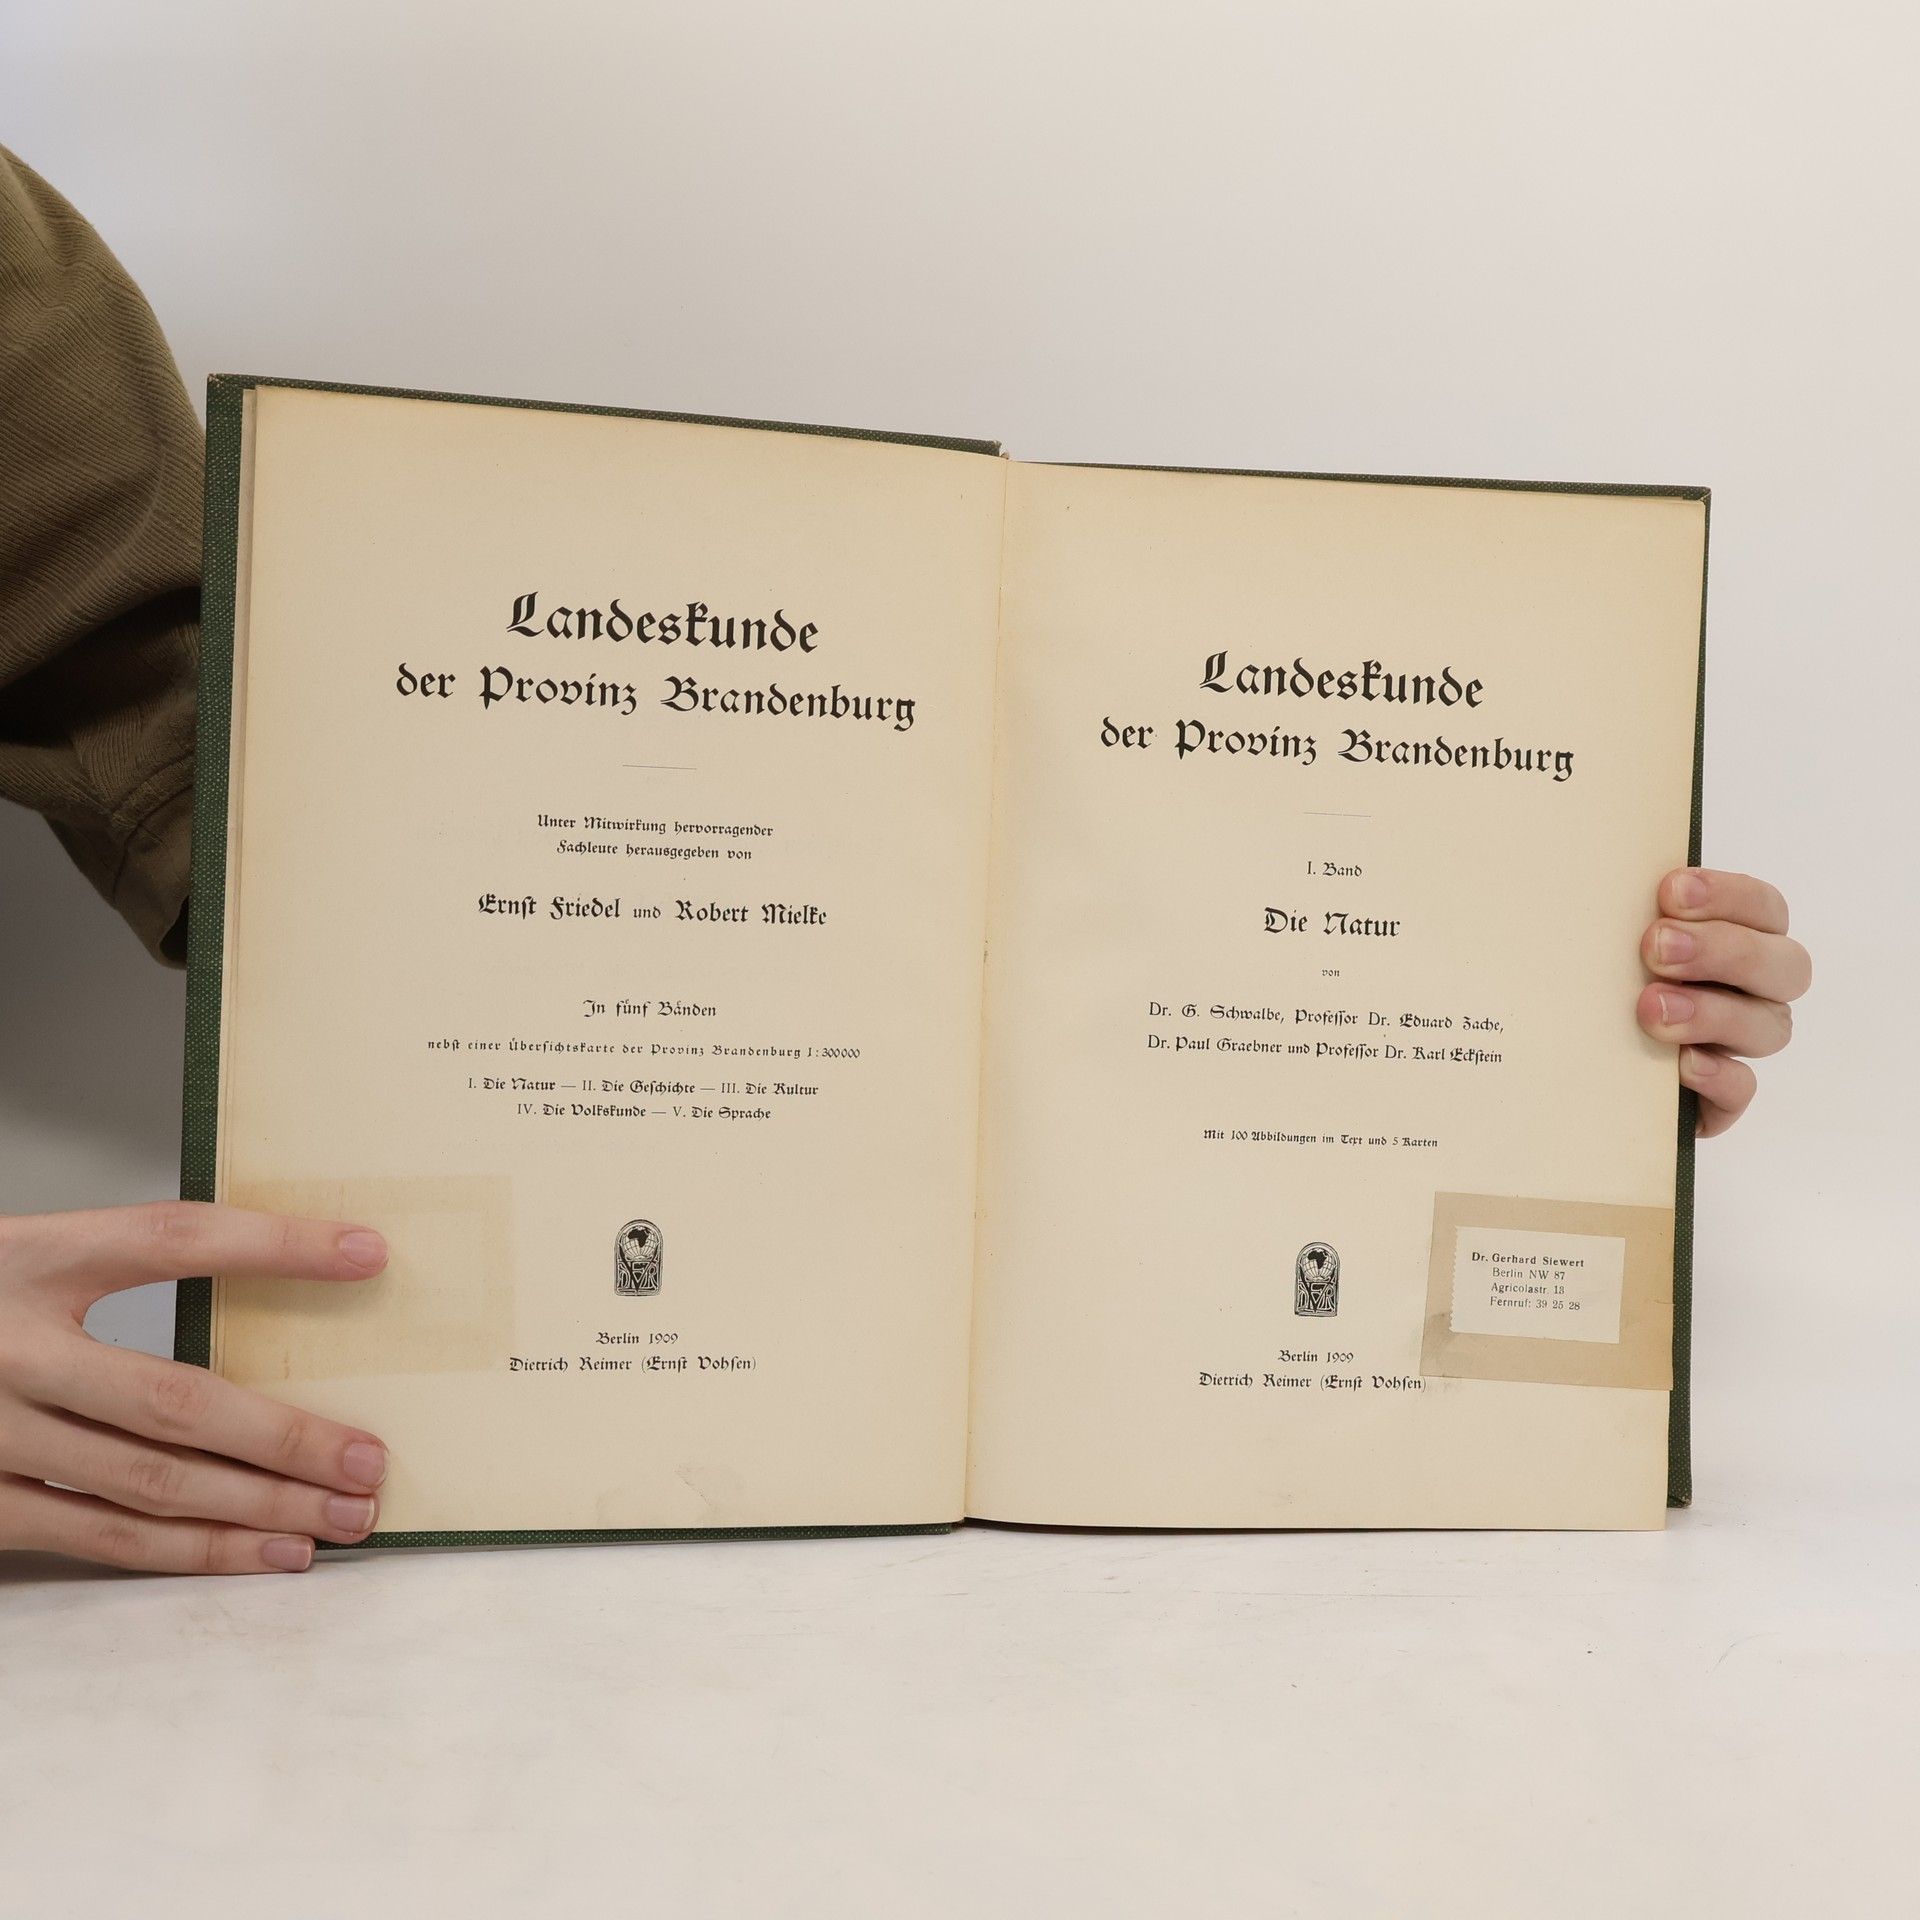 Landeskunde
der Provinz Brandenburg
Unter Mitwirkung hervorragender
Fachleute herausgegeben von
Ernst Friedel und Robert Mielke
In fünf Bänden
nebst einer Übersichtskarte der Provinz Brandenburg 1:300000
I. Die Natur — II. Die Geschichte — III. Die Kultur
IV. Die Volkskunde — V. Die Sprache
DER
Berlin 1909
Dietrich Reimer (Ernst Vohsen)
Landeskunde
der Provinz Brandenburg
I. Band
Die Natur
von
Dr. G. Schwalbe, Professor Dr. Eduard Zache,
Dr. Paul Graebner und Professor Dr. Karl Eckstein
Mit 100 Abbildungen im Text und 5 Karten
DER
Berlin 1909
Dietrich Reimer (Ernst Vohsen)
Dr. Gerhard Siewert
Berlin NW 87
Agricolastr. 18
Fernruf: 39 25 28